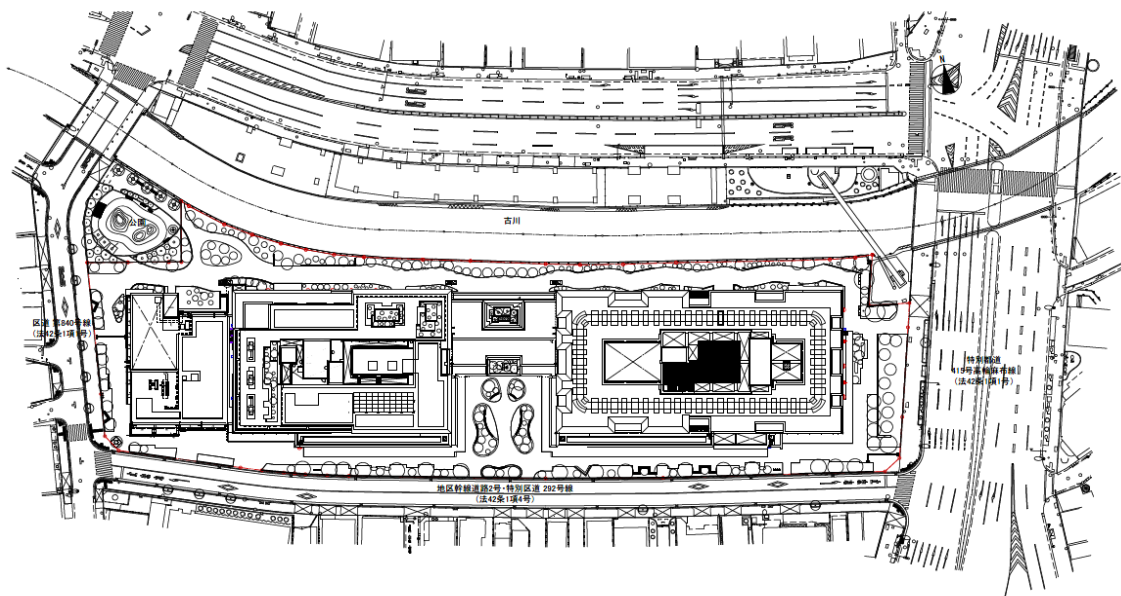 N
公園
古川
区道 第840号線
(法42条1項1号)
特別都道
415号高輪麻布線
(法42条1項1号)
地区幹線道路2号・特別区道 292号線
(法42条1項4号)